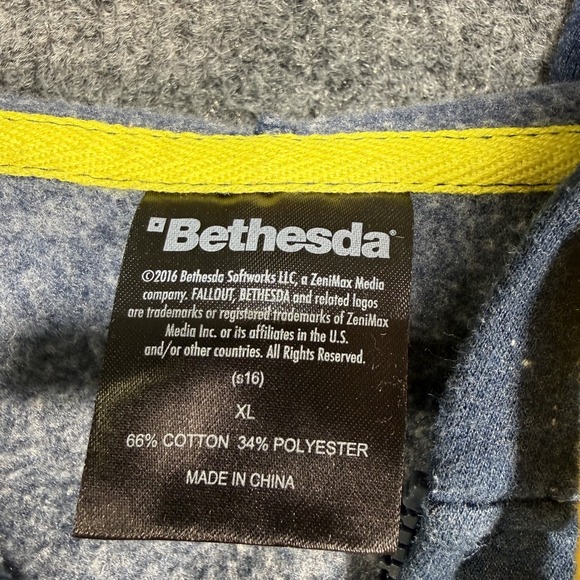 Bethesda®
©2016 Bethesda Softworks LLC, a ZeniMax Media
company. FALLOUT, BETHESDA and related logos
are trademarks or registered trademarks of ZeniMax
Media Inc. or its affiliates in the U.S.
and/or other countries. All Rights Reserved.
(s16)
XL
66% COTTON 34% POLYESTER
MADE IN CHINA